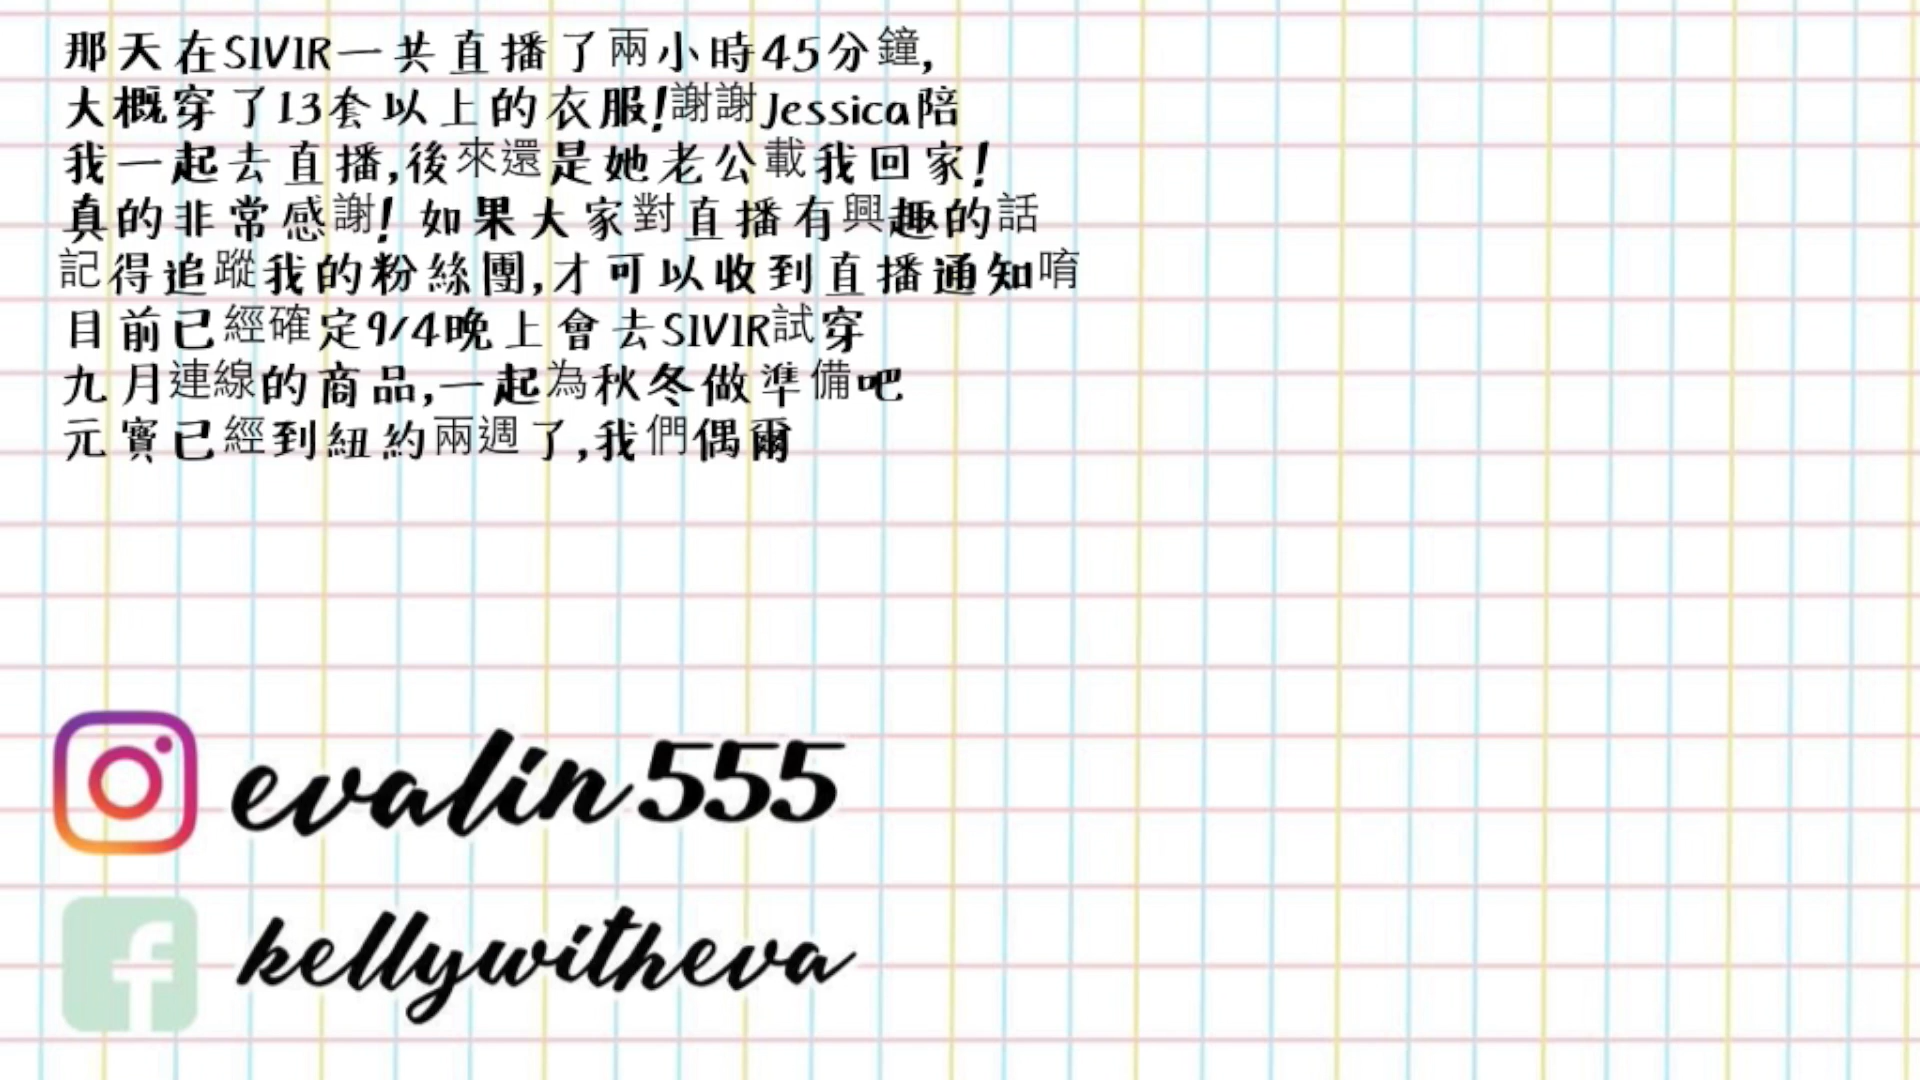 那天在SIVIR一共直播了兩小時45分鐘,
大概穿了13套以上的衣服!謝謝Jessica陪
我一起去直播,後來還是她老公載我回家!
真的非常感謝! 如果大家對直播有興趣的話
記得追蹤我的粉絲團,才可以收到直播通知唷
目前已經確定9/4晚上會去SIVIR試穿
九月連線的商品,一起為秋冬做準備吧
元寶已經到紐約兩週了,我們偶爾
evalin555
kellywitheva